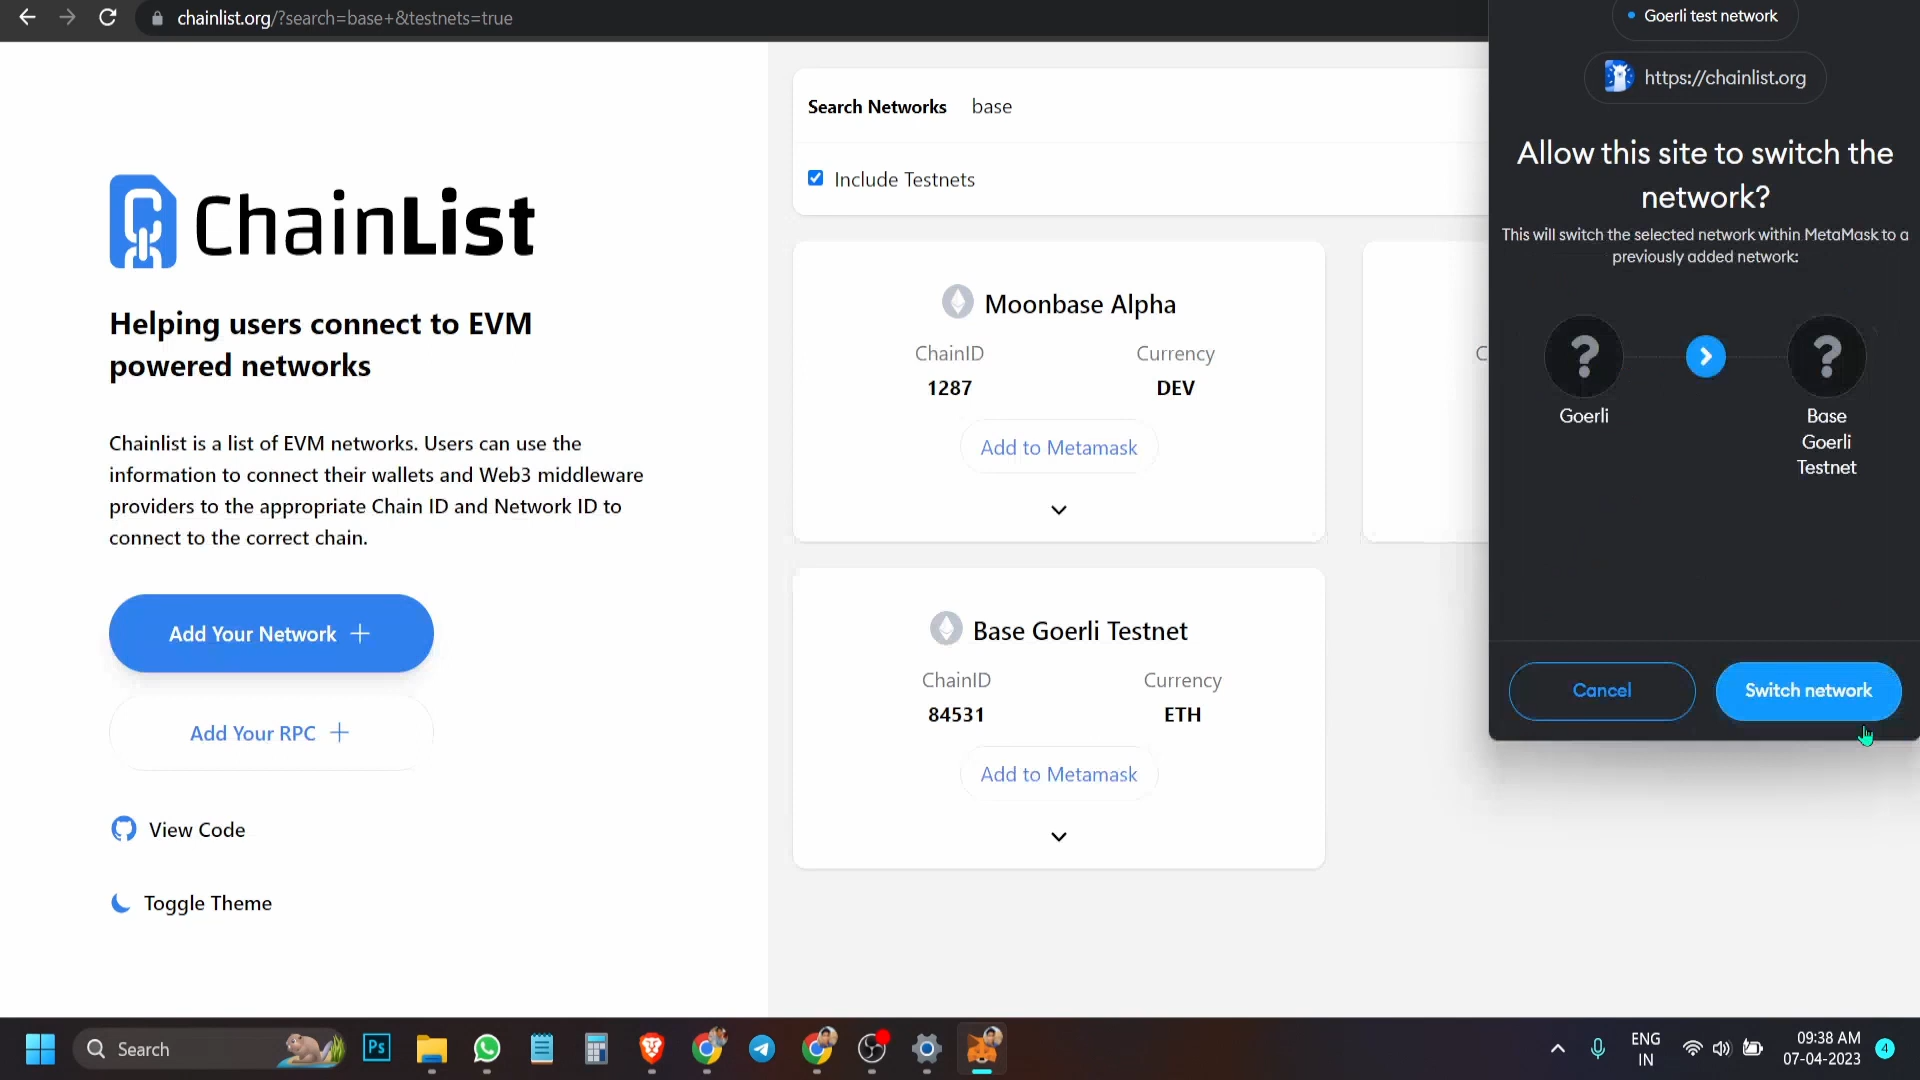 chainlist.org/?search=base+&testnets=true
ChainList
Helping users connect to EVM
powered networks
Chainlist is a list of EVM networks. Users can use the
information to connect their wallets and Web3 middleware
providers to the appropriate Chain ID and Network ID to
connect to the correct chain.
Add Your Network +
Add Your RPC +
View Code
Toggle Theme
Search Networks base
Include Testnets
Moonbase Alpha
ChainID Currency
1287 DEV
Add to Metamask
C
Base Goerli Testnet
ChainID Currency
84531 ETH
Add to Metamask
Goerli test network
https://chainlist.org
Allow this site to switch the
network?
This will switch the selected network within MetaMask to a
previously added network:
? ?
Goerli
Base
Goerli
Testnet
Cancel Switch network
Search
Ps
ENG
IN
09:38 AM
07-04-2023
4